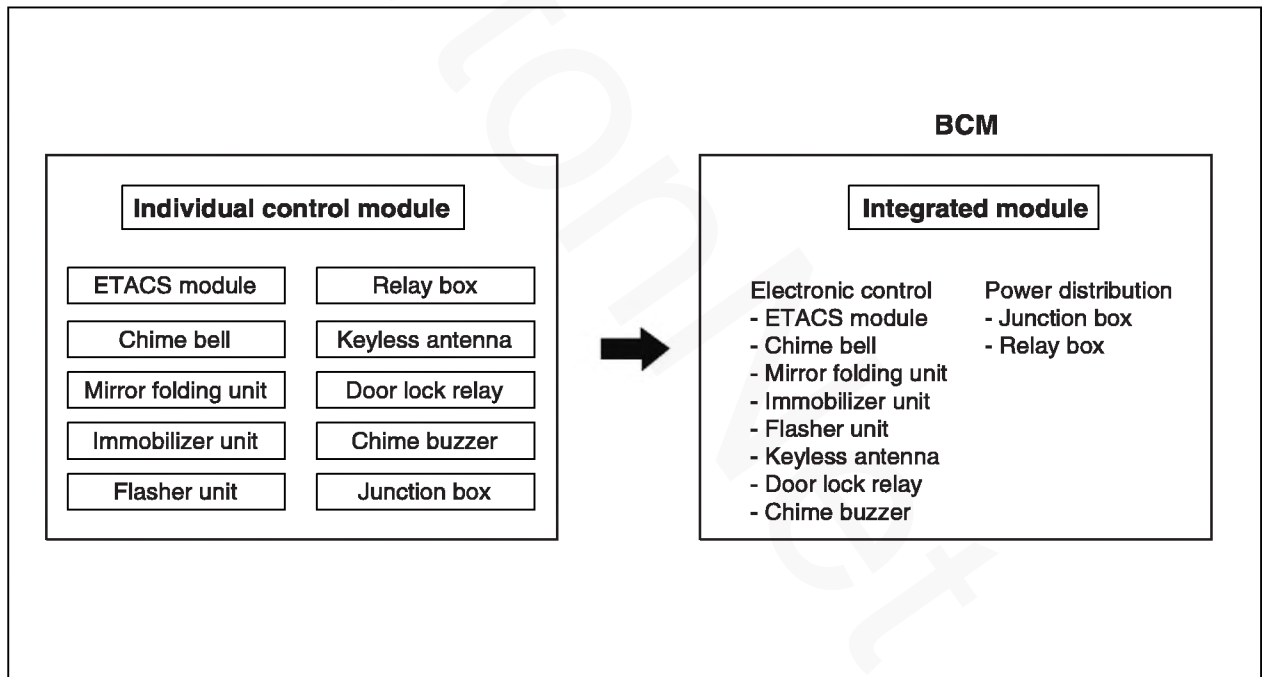 BCM
Individual control module
ETACS module
Relay box
Chime bell
Keyless antenna
Mirror folding unit
Door lock relay
Immobilizer unit
Chime buzzer
Flasher unit
Junction box
Integrated module
Electronic control
- ETACS module
- Chime bell
- Mirror folding unit
- Immobilizer unit
- Flasher unit
- Keyless antenna
- Door lock relay
- Chime buzzer
Power distribution
- Junction box
- Relay box